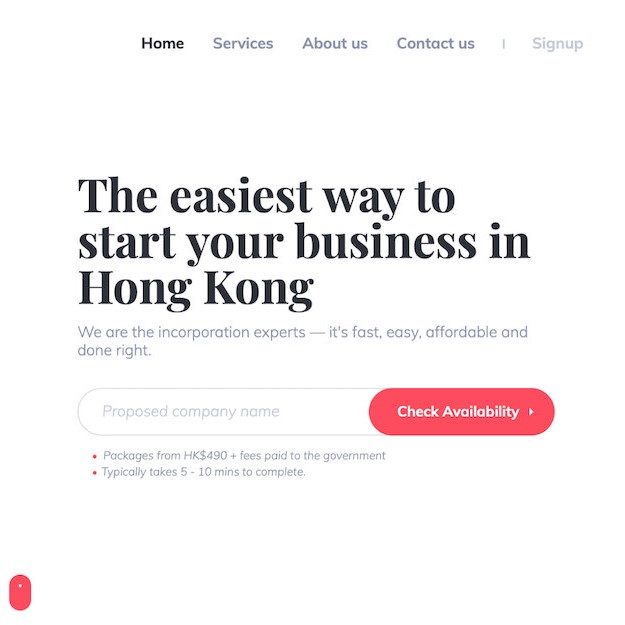 Home Services About us Contact us | Signup
The easiest way to
start your business in
Hong Kong
We are the incorporation experts — it's fast, easy, affordable and
done right.
Proposed company name Check Availability
• Packages from HK$490 + fees paid to the government
• Typically takes 5 - 10 mins to complete.